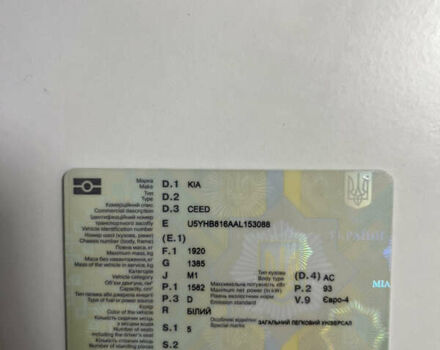 Марка
Make D.1 KIA
Тип
Type D.2
Комерційний опис
Commercial description D.3 CEED
Ідентифікаційний номер
транспортного засобу E U5YHB816AAL153088
Vehicle identification number
Номер кузова (шасі, рами)
Chassis number (body, frame) (E.1)
Повна маса, кг
Maximum mass, kg F.1 1920
Маса без навантаження, кг
Mass of the vehicle in service, kg G 1385
Категорія
Vehicle category J M1 Тип кузова
Body type (D.4) AC
Об'єм двигуна, см³
Capacity, cm³ P.1 1582 Максимальна потужність кВт
Maximum net power (in kW) P.2 93
Тип палива або джерела енергії
Type of fuel or power source P.3 D Рівень екологічних норм
Emission standard V.9 Євро-4
Колір
Color of the vehicle R БІЛИЙ
Кількість сидячих місць
з місцем водія S.1 5 Особливі відмітки
Special marks ЗАГАЛЬНИЙ ЛЕГКОВИЙ УНІВЕРСАЛ
Number of seats including
the driver's seat
Кількість стоячих місць S.2
Number of standing places